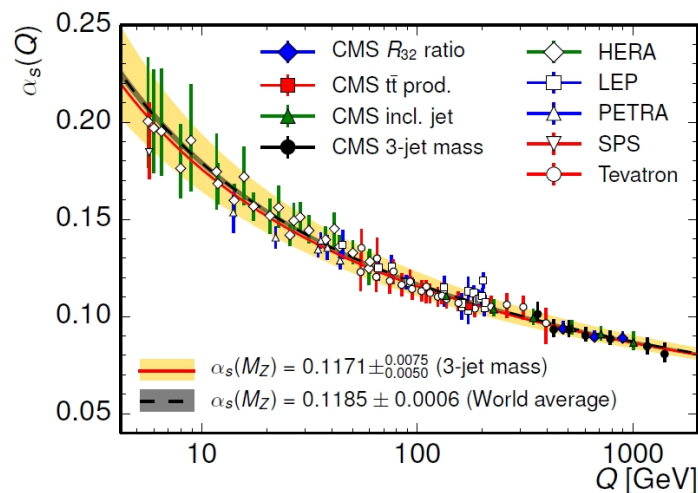 0.25
0.20
0.15
0.10
0.05
αs(Q)
CMS R32 ratio
CMS tt̄ prod.
CMS incl. jet
CMS 3-jet mass
HERA
LEP
PETRA
SPS
Tevatron
αs(MZ) = 0.1171±0.0075 0.0050 (3-jet mass)
αs(MZ) = 0.1185 ± 0.0006 (World average)
10 100 1000
Q [GeV]